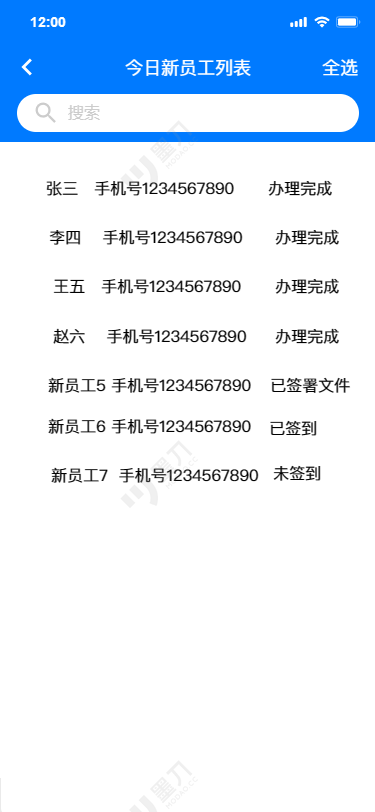 12:00
今日新员工列表 全选
搜索
张三 手机号1234567890 办理完成
李四 手机号1234567890 办理完成
王五 手机号1234567890 办理完成
赵六 手机号1234567890 办理完成
新员工5 手机号1234567890 已签署文件
新员工6 手机号1234567890 已签到
新员工7 手机号1234567890 未签到
墨刀
墨刀
墨刀